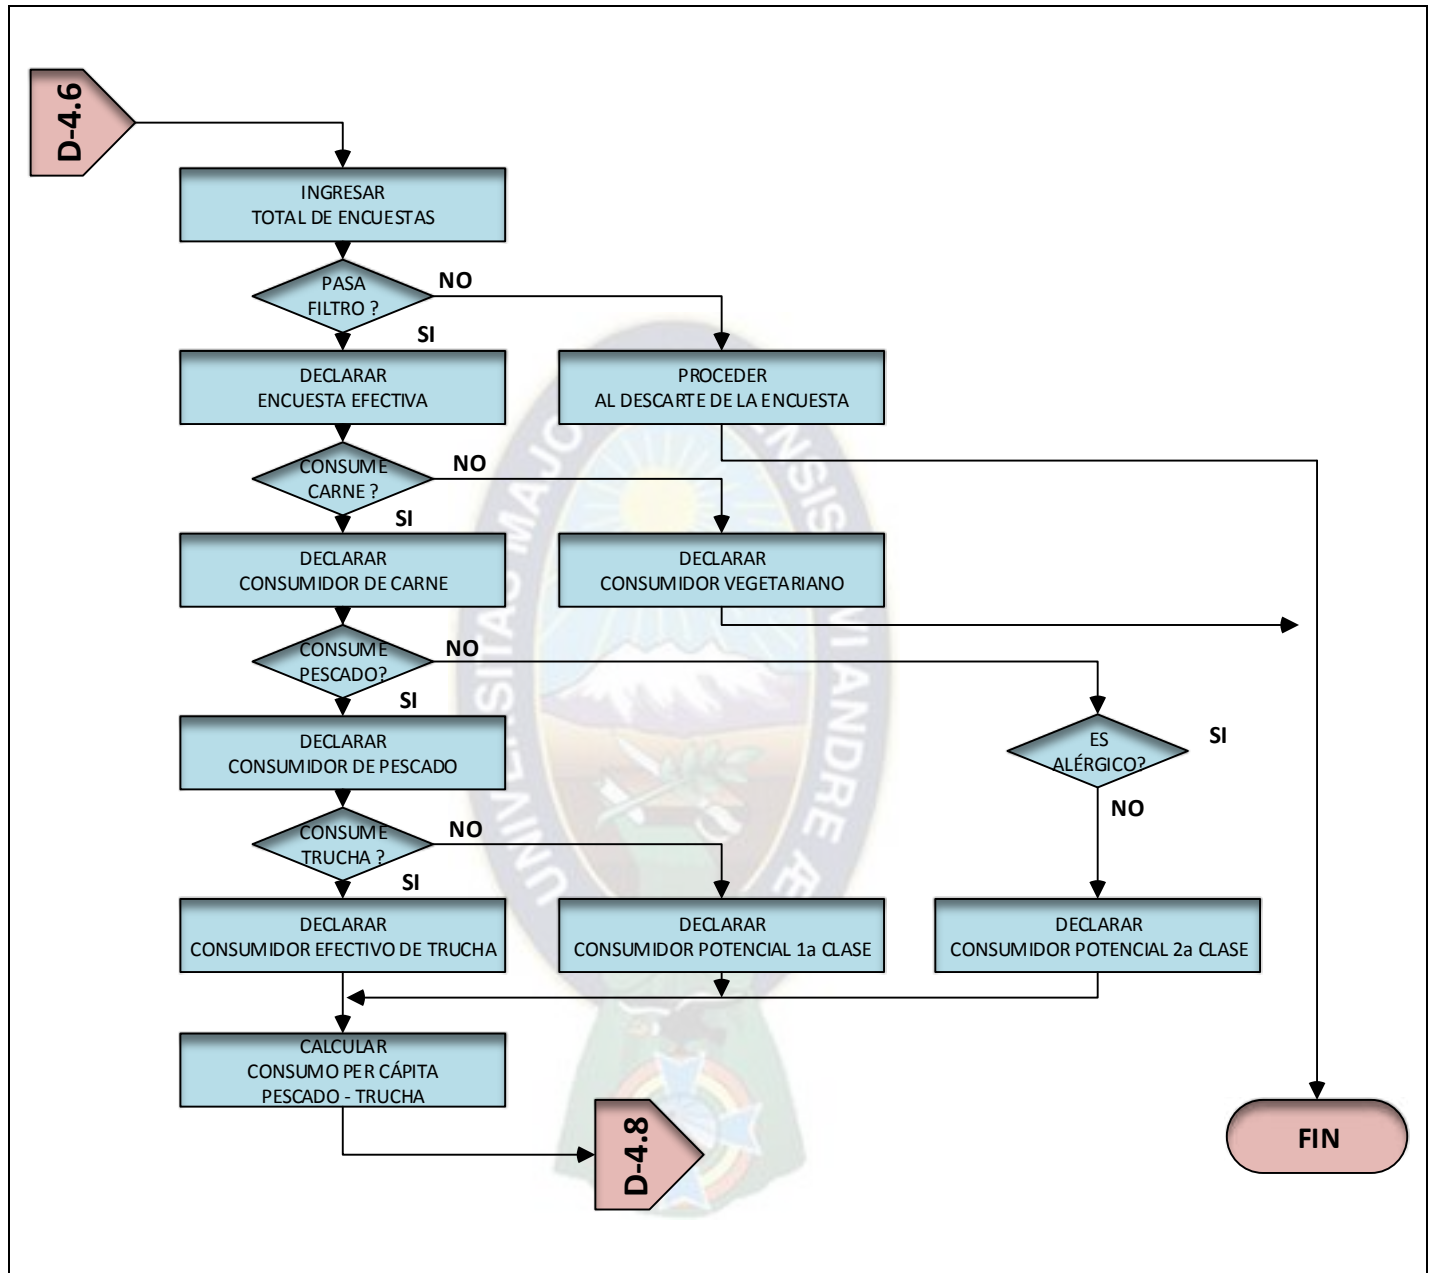 D-4.6
INGRESAR
TOTAL DE ENCUESTAS
PASA
FILTRO ?
NO
SI
DECLARAR
ENCUESTA EFECTIVA
PROCEDER
AL DESCARTE DE LA ENCUESTA
CONSUME
CARNE ?
NO
SI
DECLARAR
CONSUMIDOR DE CARNE
DECLARAR
CONSUMIDOR VEGETARIANO
CONSUME
PESCADO?
NO
SI
DECLARAR
CONSUMIDOR DE PESCADO
ES
ALÉRGICO?
SI
NO
CONSUME
TRUCHA ?
NO
SI
DECLARAR
CONSUMIDOR EFECTIVO DE TRUCHA
DECLARAR
CONSUMIDOR POTENCIAL 1a CLASE
DECLARAR
CONSUMIDOR POTENCIAL 2a CLASE
CALCULAR
CONSUMO PER CÁPITA
PESCADO - TRUCHA
D-4.8
FIN